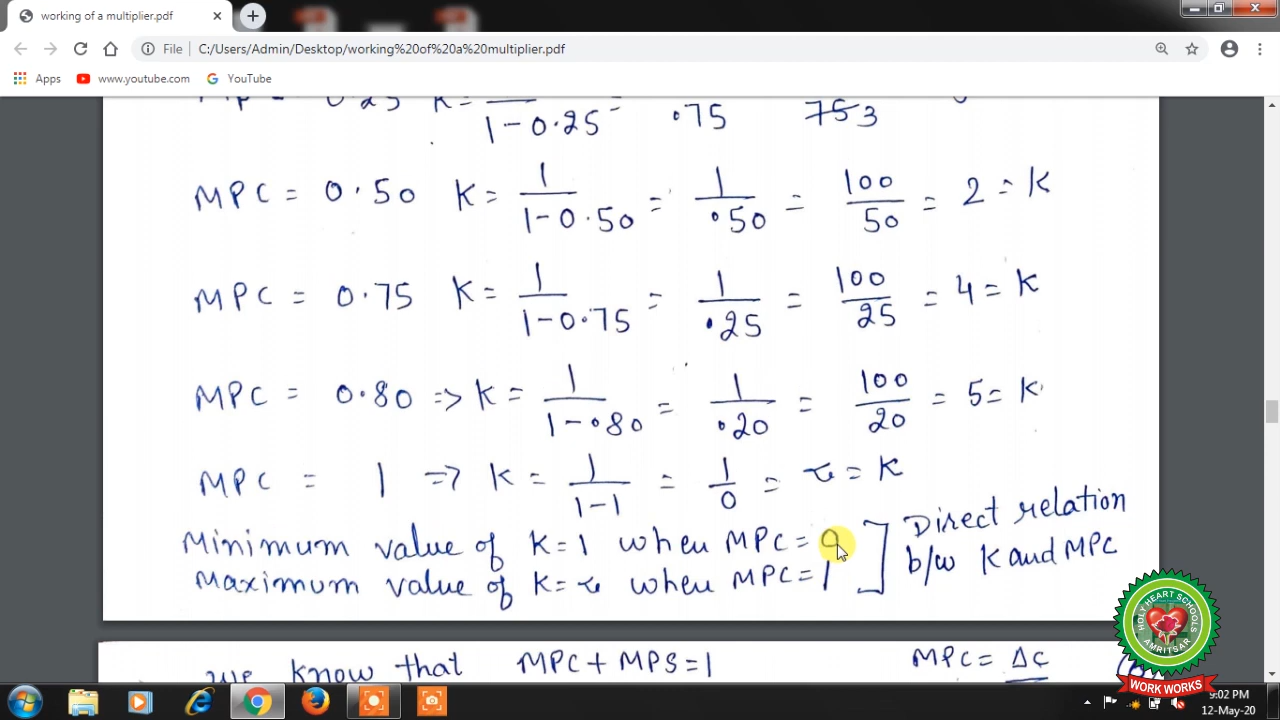 working of a multiplier.pdf
File C:/Users/Admin/Desktop/working%20of%20a%20multiplier.pdf
Apps www.youtube.com YouTube
K= 1-0.25 = .75 753
MPC = 0.50 K= 1/1-0.50 = 1/.50 = 100/50 = 2 = K
MPC = 0.75 K= 1/1-0.75 = 1/.25 = 100/25 = 4 = K
MPC = 0.80 => K= 1/1-.80 = 1/.20 = 100/20 = 5 = K
MPC = 1 => K= 1/1-1 = 1/0 = = K
Minimum value of K=1 when MPC=0
Maximum value of K= when MPC=1
Direct relation
b/w K and MPC
We know that MPC+MPS=1 MPC = ΔC
HOLY HEART SCHOOLS
AMRITSAR
WORK WORKS
9:02 PM
12-May-20